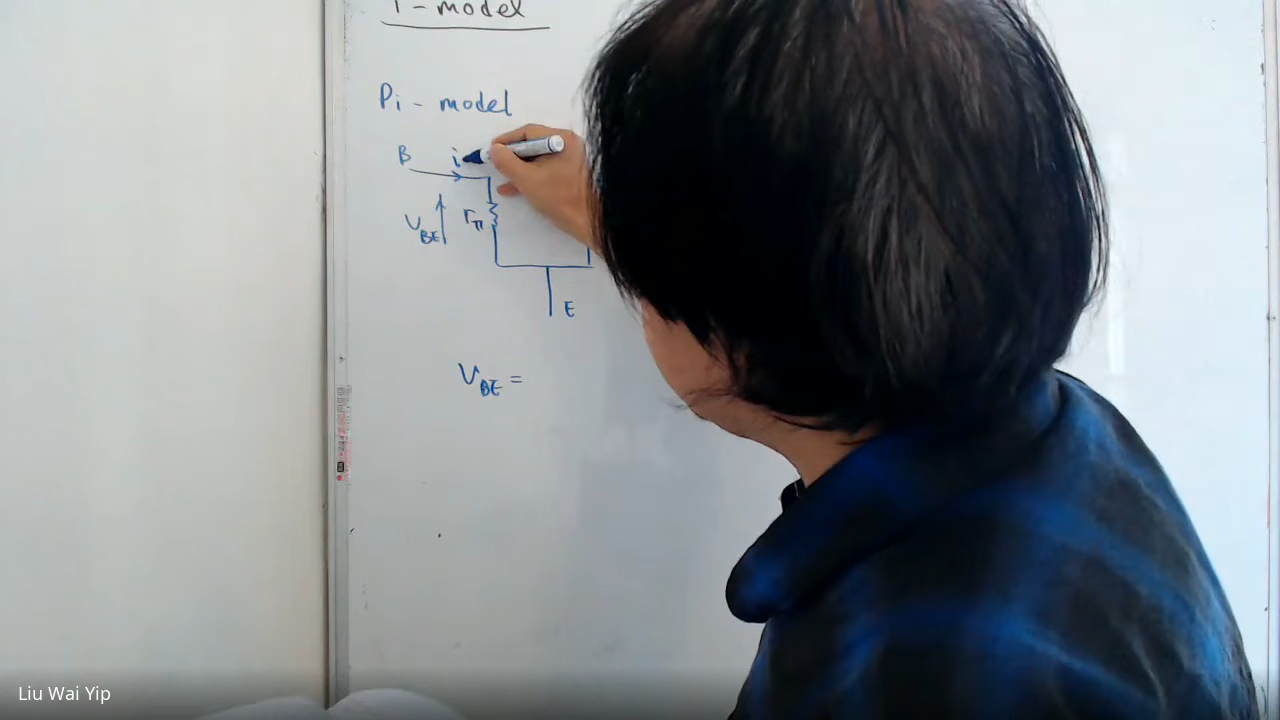 T-model
Pi-model
B i
V_BE r_π
E
V_BE =
Liu Wai Yip